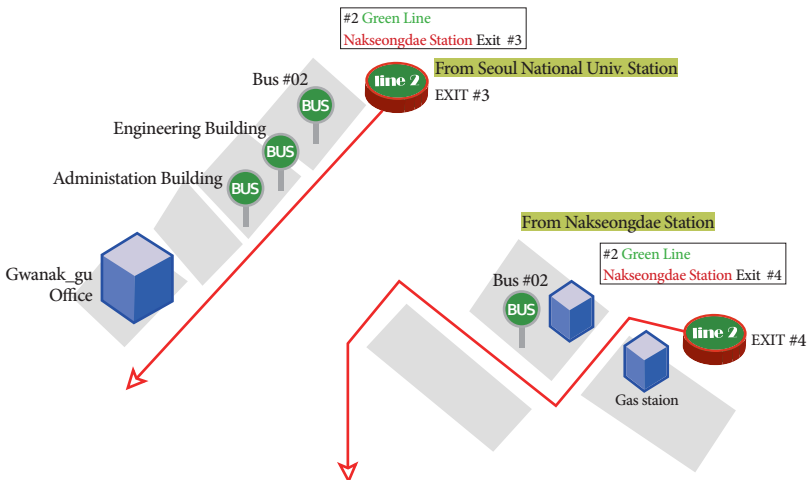 #2 Green Line
Nakseongdae Station Exit #3
From Seoul National Univ. Station
line 2
EXIT #3
Bus #02
BUS
Engineering Building
BUS
Administation Building
BUS
Gwanak_gu
Office
From Nakseongdae Station
#2 Green Line
Nakseongdae Station Exit #4
Bus #02
BUS
line 2
EXIT #4
Gas staion